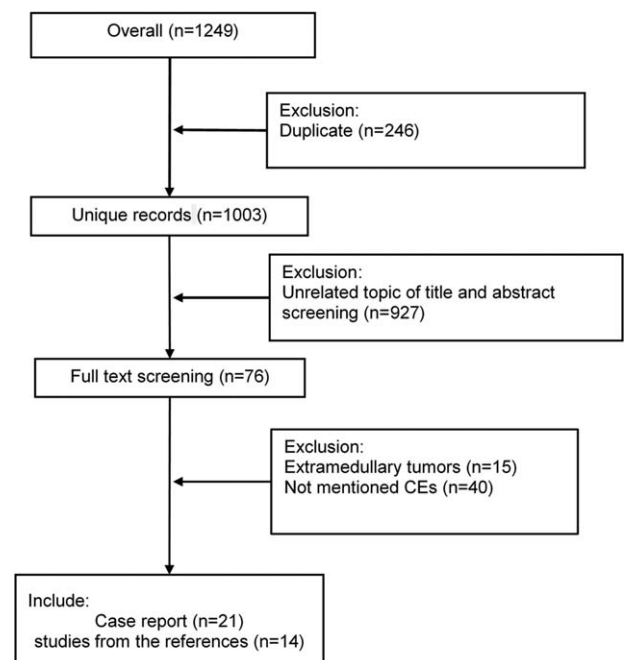 Overall (n=1249)
Exclusion:
Duplicate (n=246)
Unique records (n=1003)
Exclusion:
Unrelated topic of title and abstract
screening (n=927)
Full text screening (n=76)
Exclusion:
Extramedullary tumors (n=15)
Not mentioned CEs (n=40)
Include:
Case report (n=21)
studies from the references (n=14)